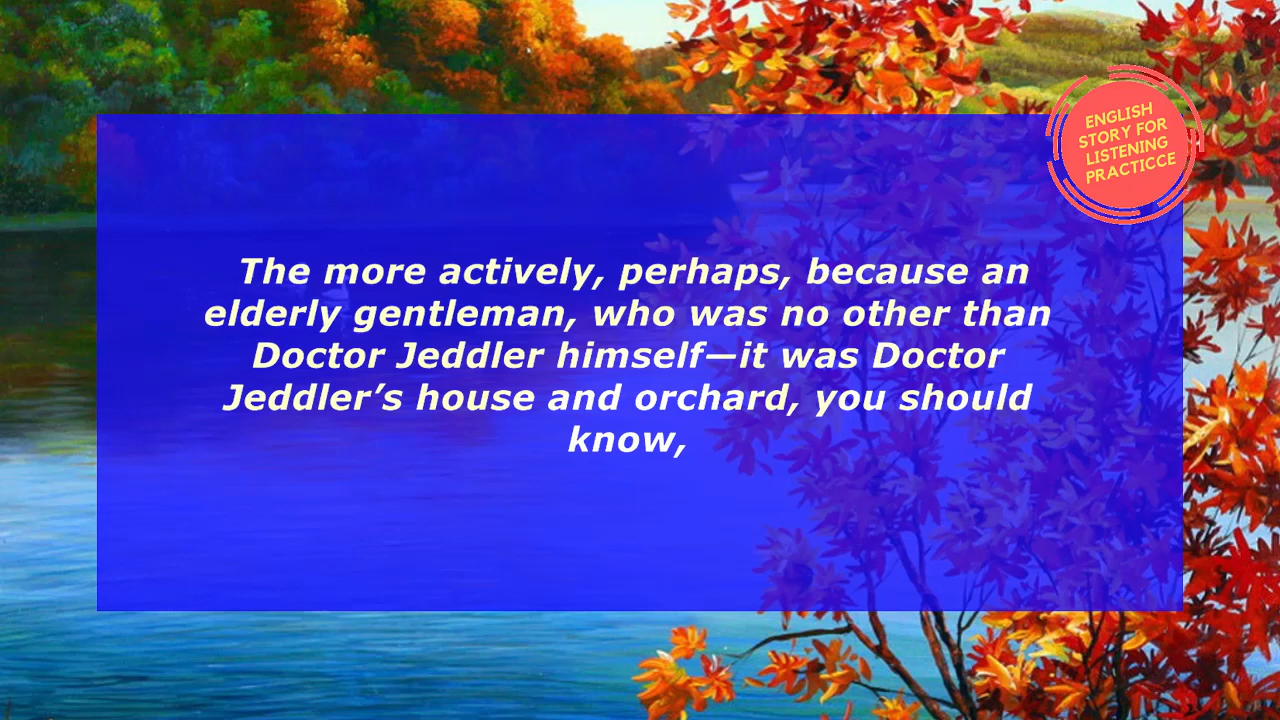 ENGLISH
STORY FOR
LISTENING
PRACTICCE
The more actively, perhaps, because an
elderly gentleman, who was no other than
Doctor Jeddler himself—it was Doctor
Jeddler’s house and orchard, you should
know,